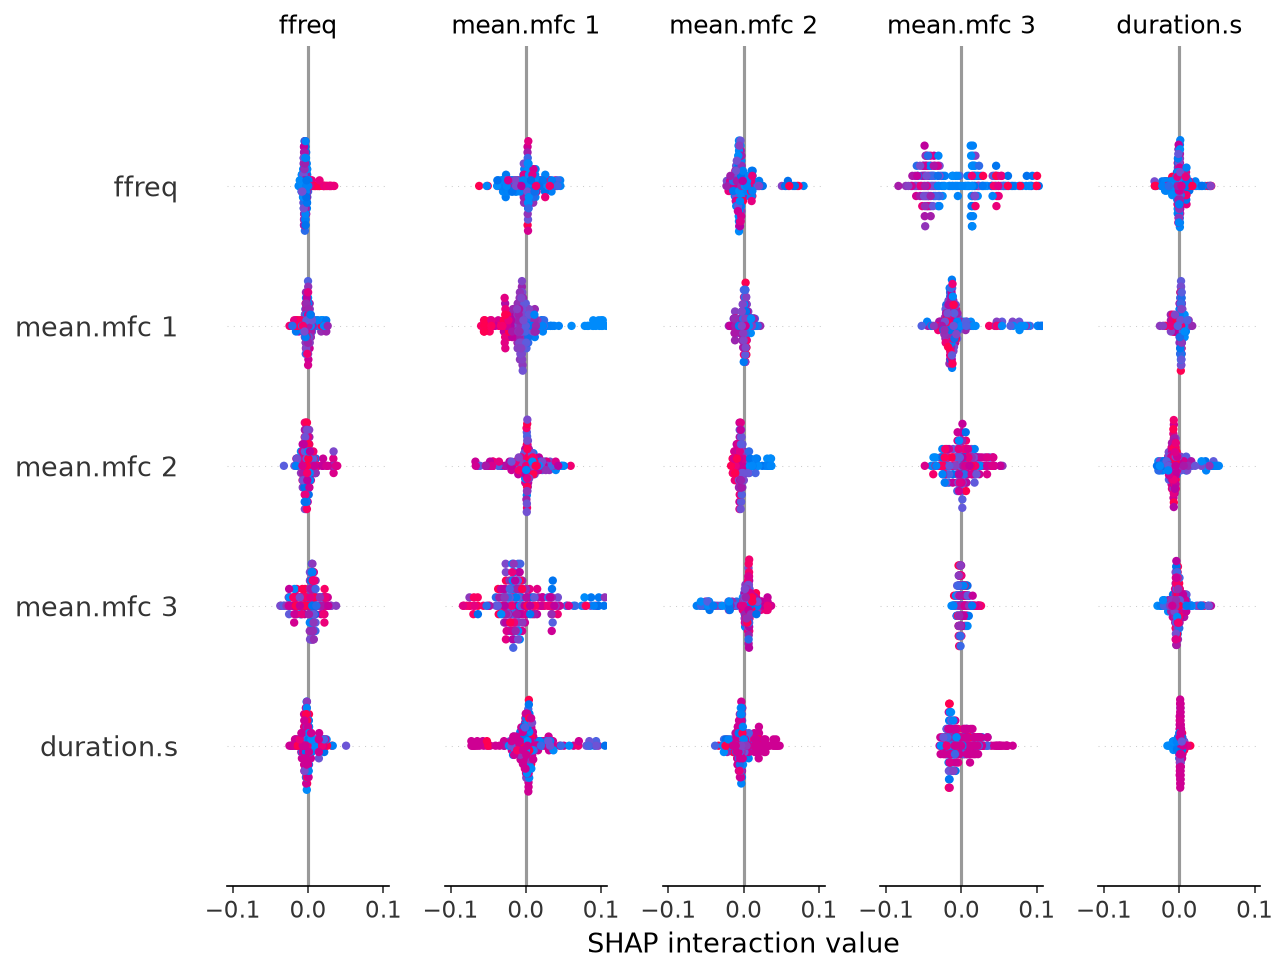 ffreq mean.mfc 1 mean.mfc 2 mean.mfc 3 duration.s
ffreq
mean.mfc 1
mean.mfc 2
mean.mfc 3
duration.s
−0.1 0.0 0.1 −0.1 0.0 0.1 −0.1 0.0 0.1 −0.1 0.0 0.1 −0.1 0.0 0.1
SHAP interaction value